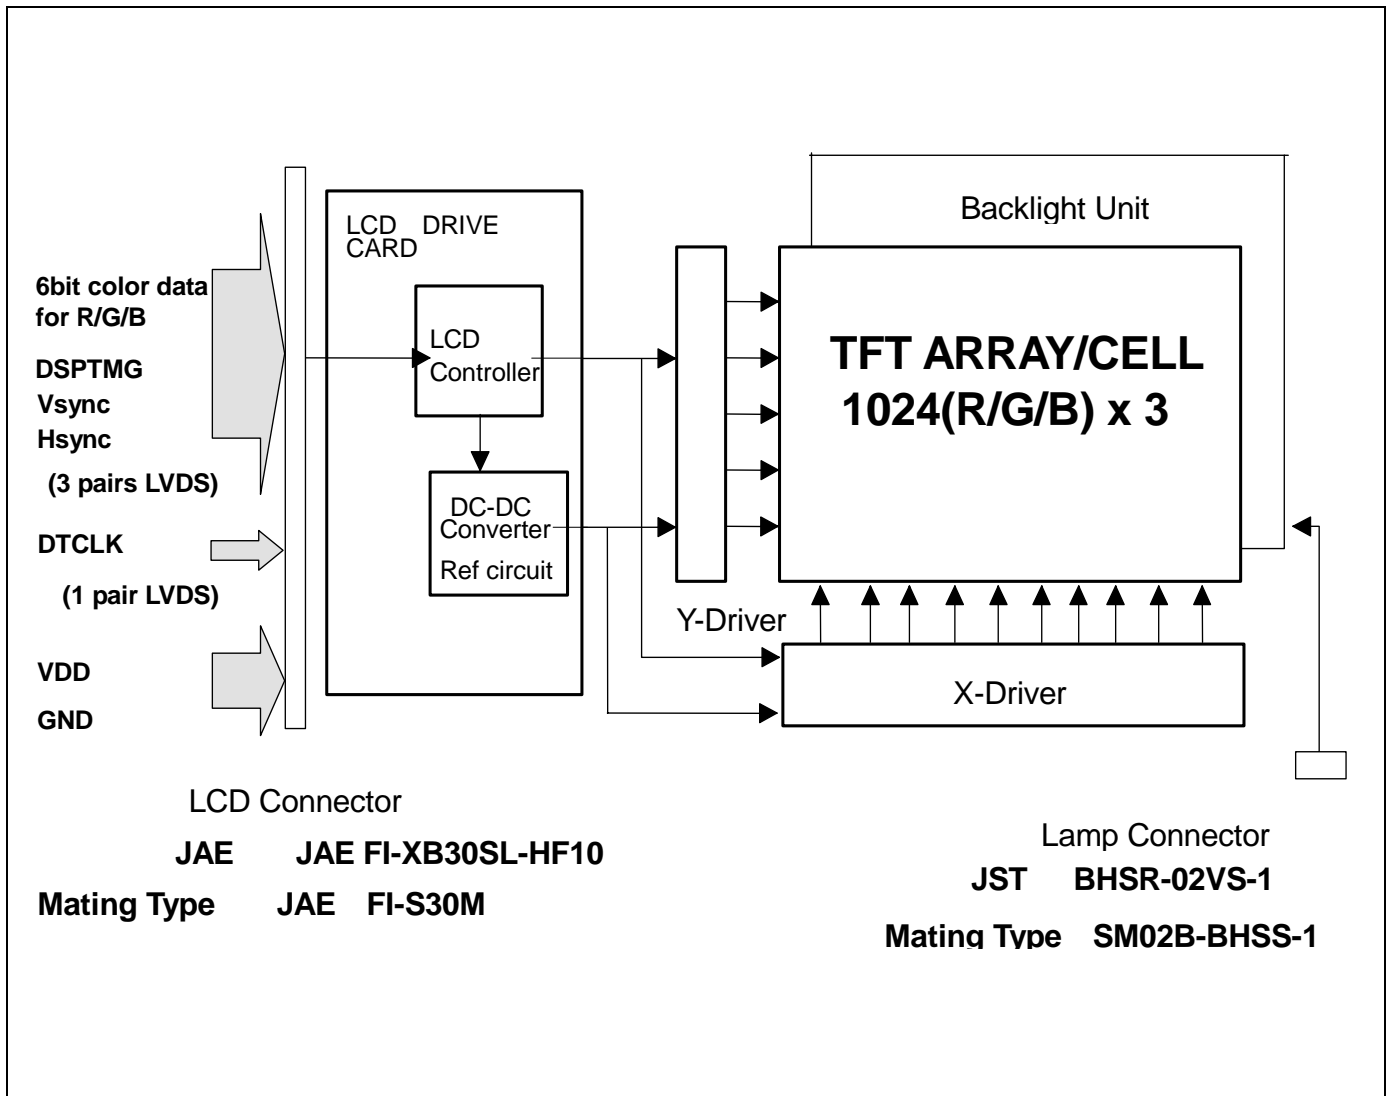 Backlight Unit
LCD DRIVE
CARD
6bit color data
for R/G/B
DSPTMG
Vsync
Hsync
(3 pairs LVDS)
DTCLK
(1 pair LVDS)
VDD
GND
LCD
Controller
DC-DC
Converter
Ref circuit
TFT ARRAY/CELL
1024(R/G/B) x 3
Y-Driver
X-Driver
LCD Connector
JAE JAE FI-XB30SL-HF10
Mating Type JAE FI-S30M
Lamp Connector
JST BHSR-02VS-1
Mating Type SM02B-BHSS-1